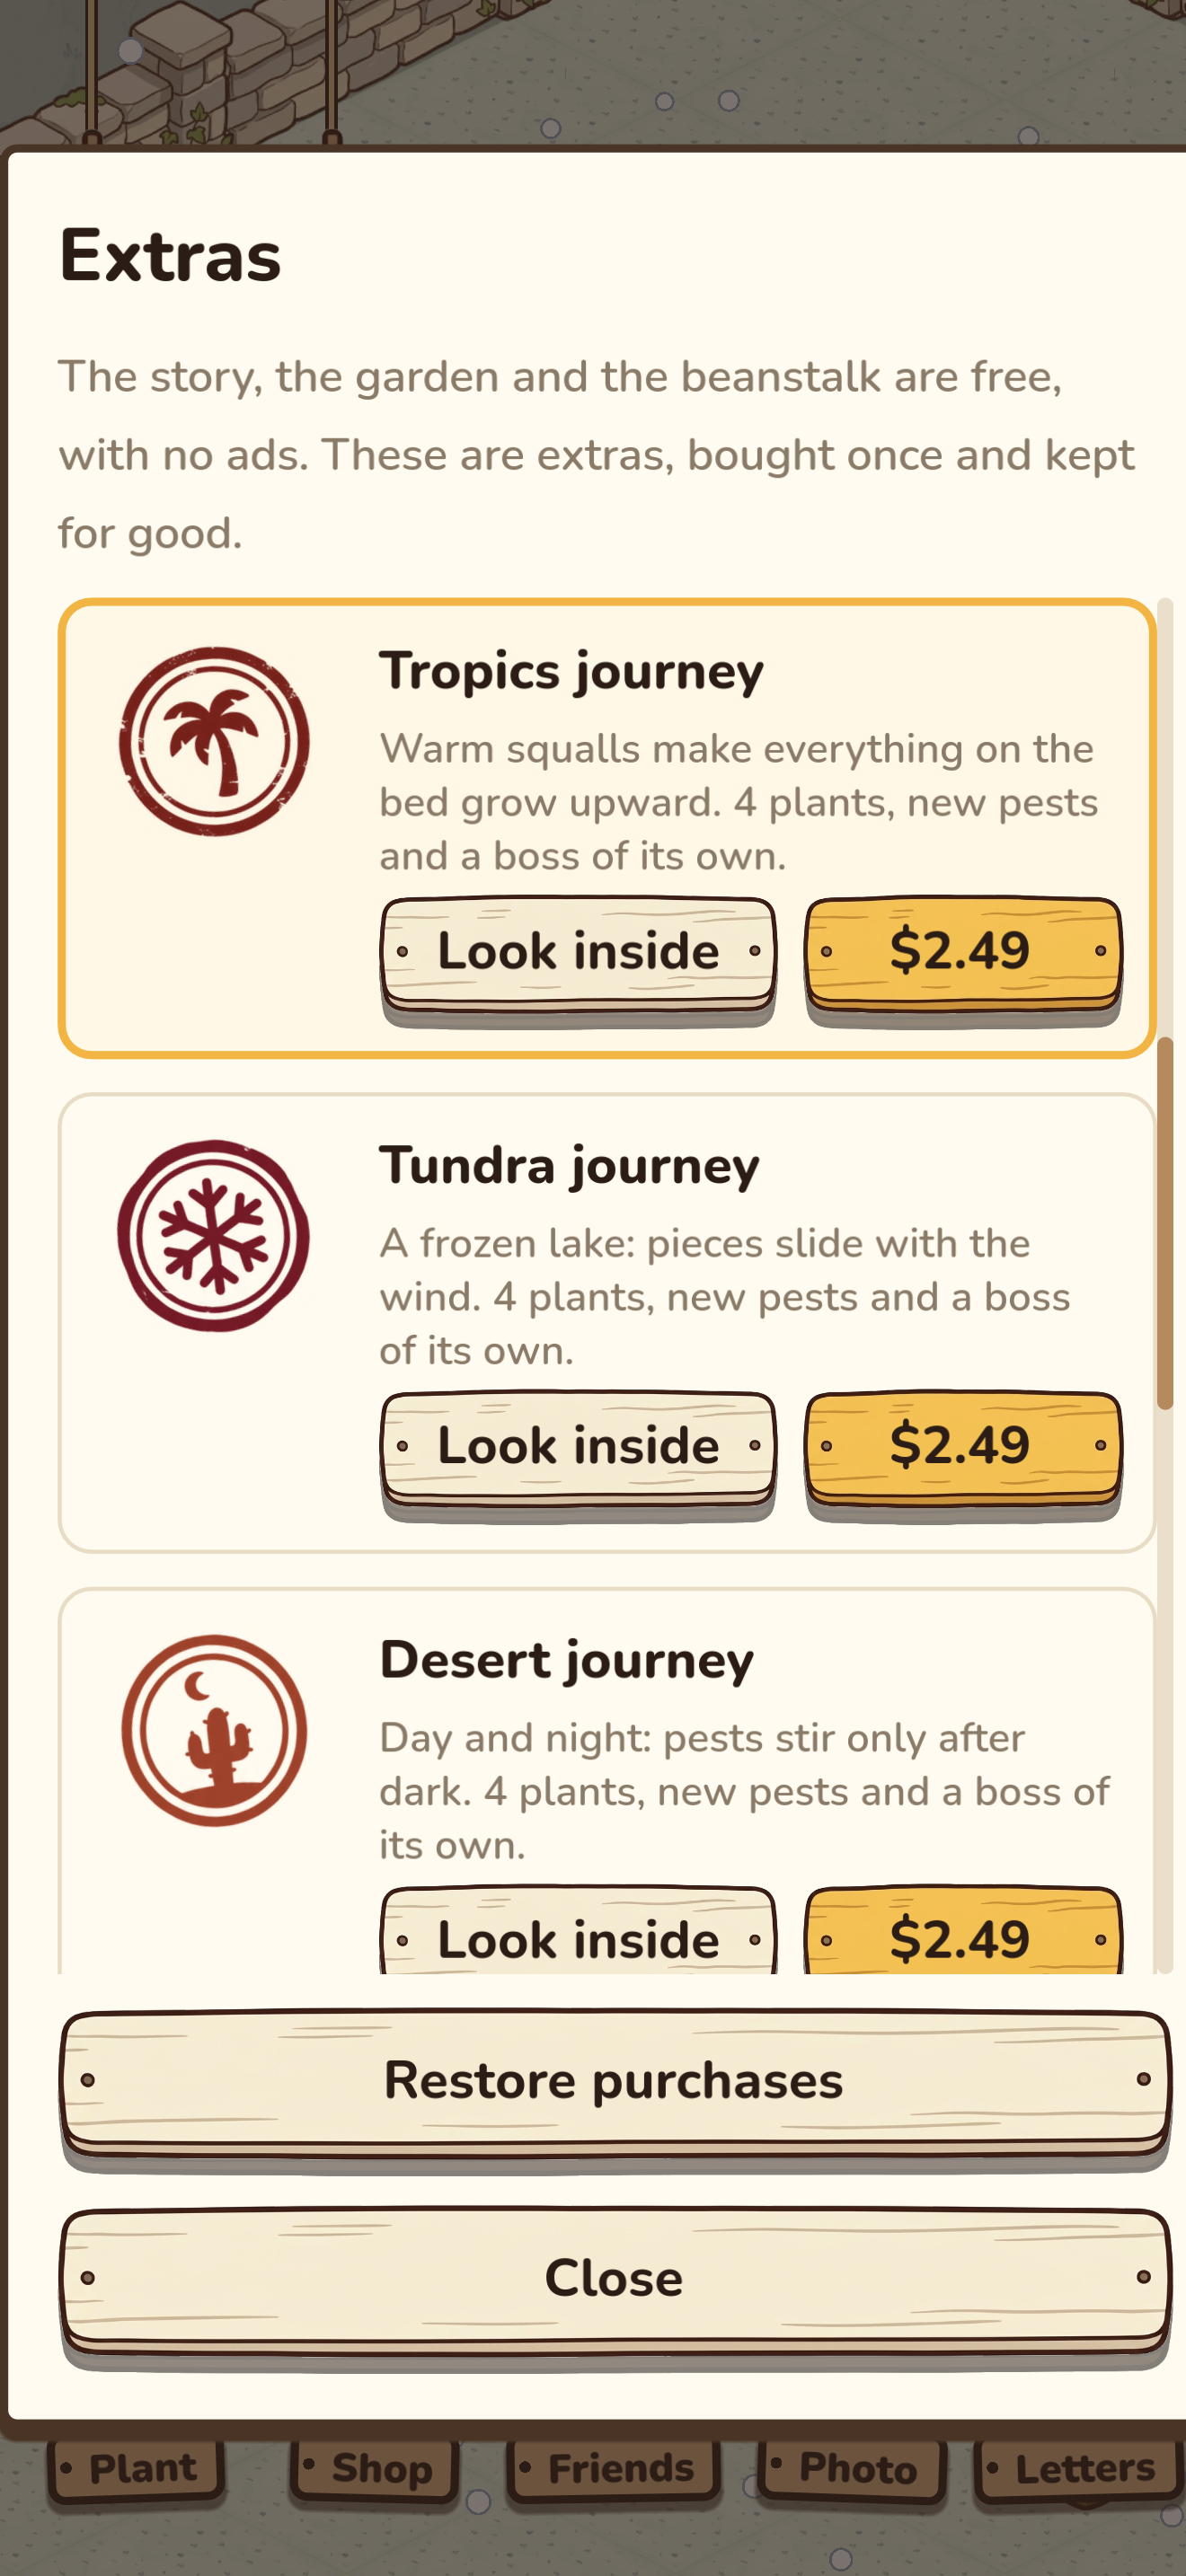 Extras
The story, the garden and the beanstalk are free,
with no ads. These are extras, bought once and kept
for good.
Tropics journey
Warm squalls make everything on the
bed grow upward. 4 plants, new pests
and a boss of its own.
Look inside
$2.49
Tundra journey
A frozen lake: pieces slide with the
wind. 4 plants, new pests and a boss
of its own.
Look inside
$2.49
Desert journey
Day and night: pests stir only after
dark. 4 plants, new pests and a boss of
its own.
Look inside
$2.49
Restore purchases
Close
Plant
Shop
Friends
Photo
Letters